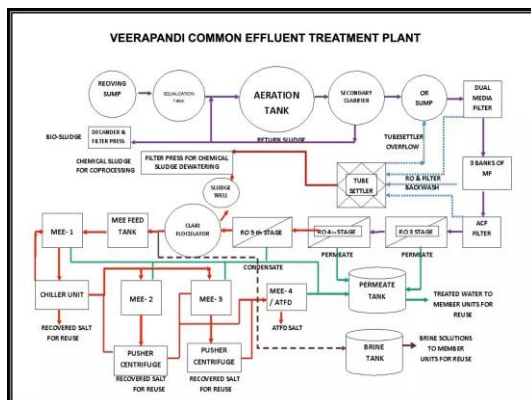 VEERAPANDI COMMON EFFLUENT TREATMENT PLANT
REOVING
SUMP
EQUALIZATION
TANK
AERATION
TANK
SECONDARY
CLARIFIER
OR
SUMP
DUAL
MEDIA
FILTER
BIO-SLUDGE
DECANDER &
FILTER PRESS
RETURN SLUDGE
TUBESETTLER
OVERFLOW
CHEMICAL SLUDGE
FOR COPROCESSING
FILTER PRESS FOR CHEMICAL
SLUDGE DEWATERING
TUBE
SETTLER
RO & FILTER
BACKWASH
3 BANKS OF
MF
SLUDGE
WELL
MEE- 1
MEE FEED
TANK
CLARI
FLOCULATOR
RO 5 th STAGE
RO 4th STAGE
RO 3 STAGE
ACF
FILTER
CONDENSATE
PERMEATE
PERMEATE
CHILLER UNIT
MEE- 2
MEE- 3
MEE- 4
/ ATFD
PERMEATE
TANK
TREATED WATER TO
MEMBER UNITS FOR
REUSE
RECOVERED SALT
FOR REUSE
ATFD SALT
PUSHER
CENTRIFUGE
PUSHER
CENTRIFUGE
BRINE
TANK
BRINE SOLUTIONS
TO MEMBER
UNITS FOR REUSE
RECOVERED SALT
FOR REUSE
RECOVERED SALT
FOR REUSE